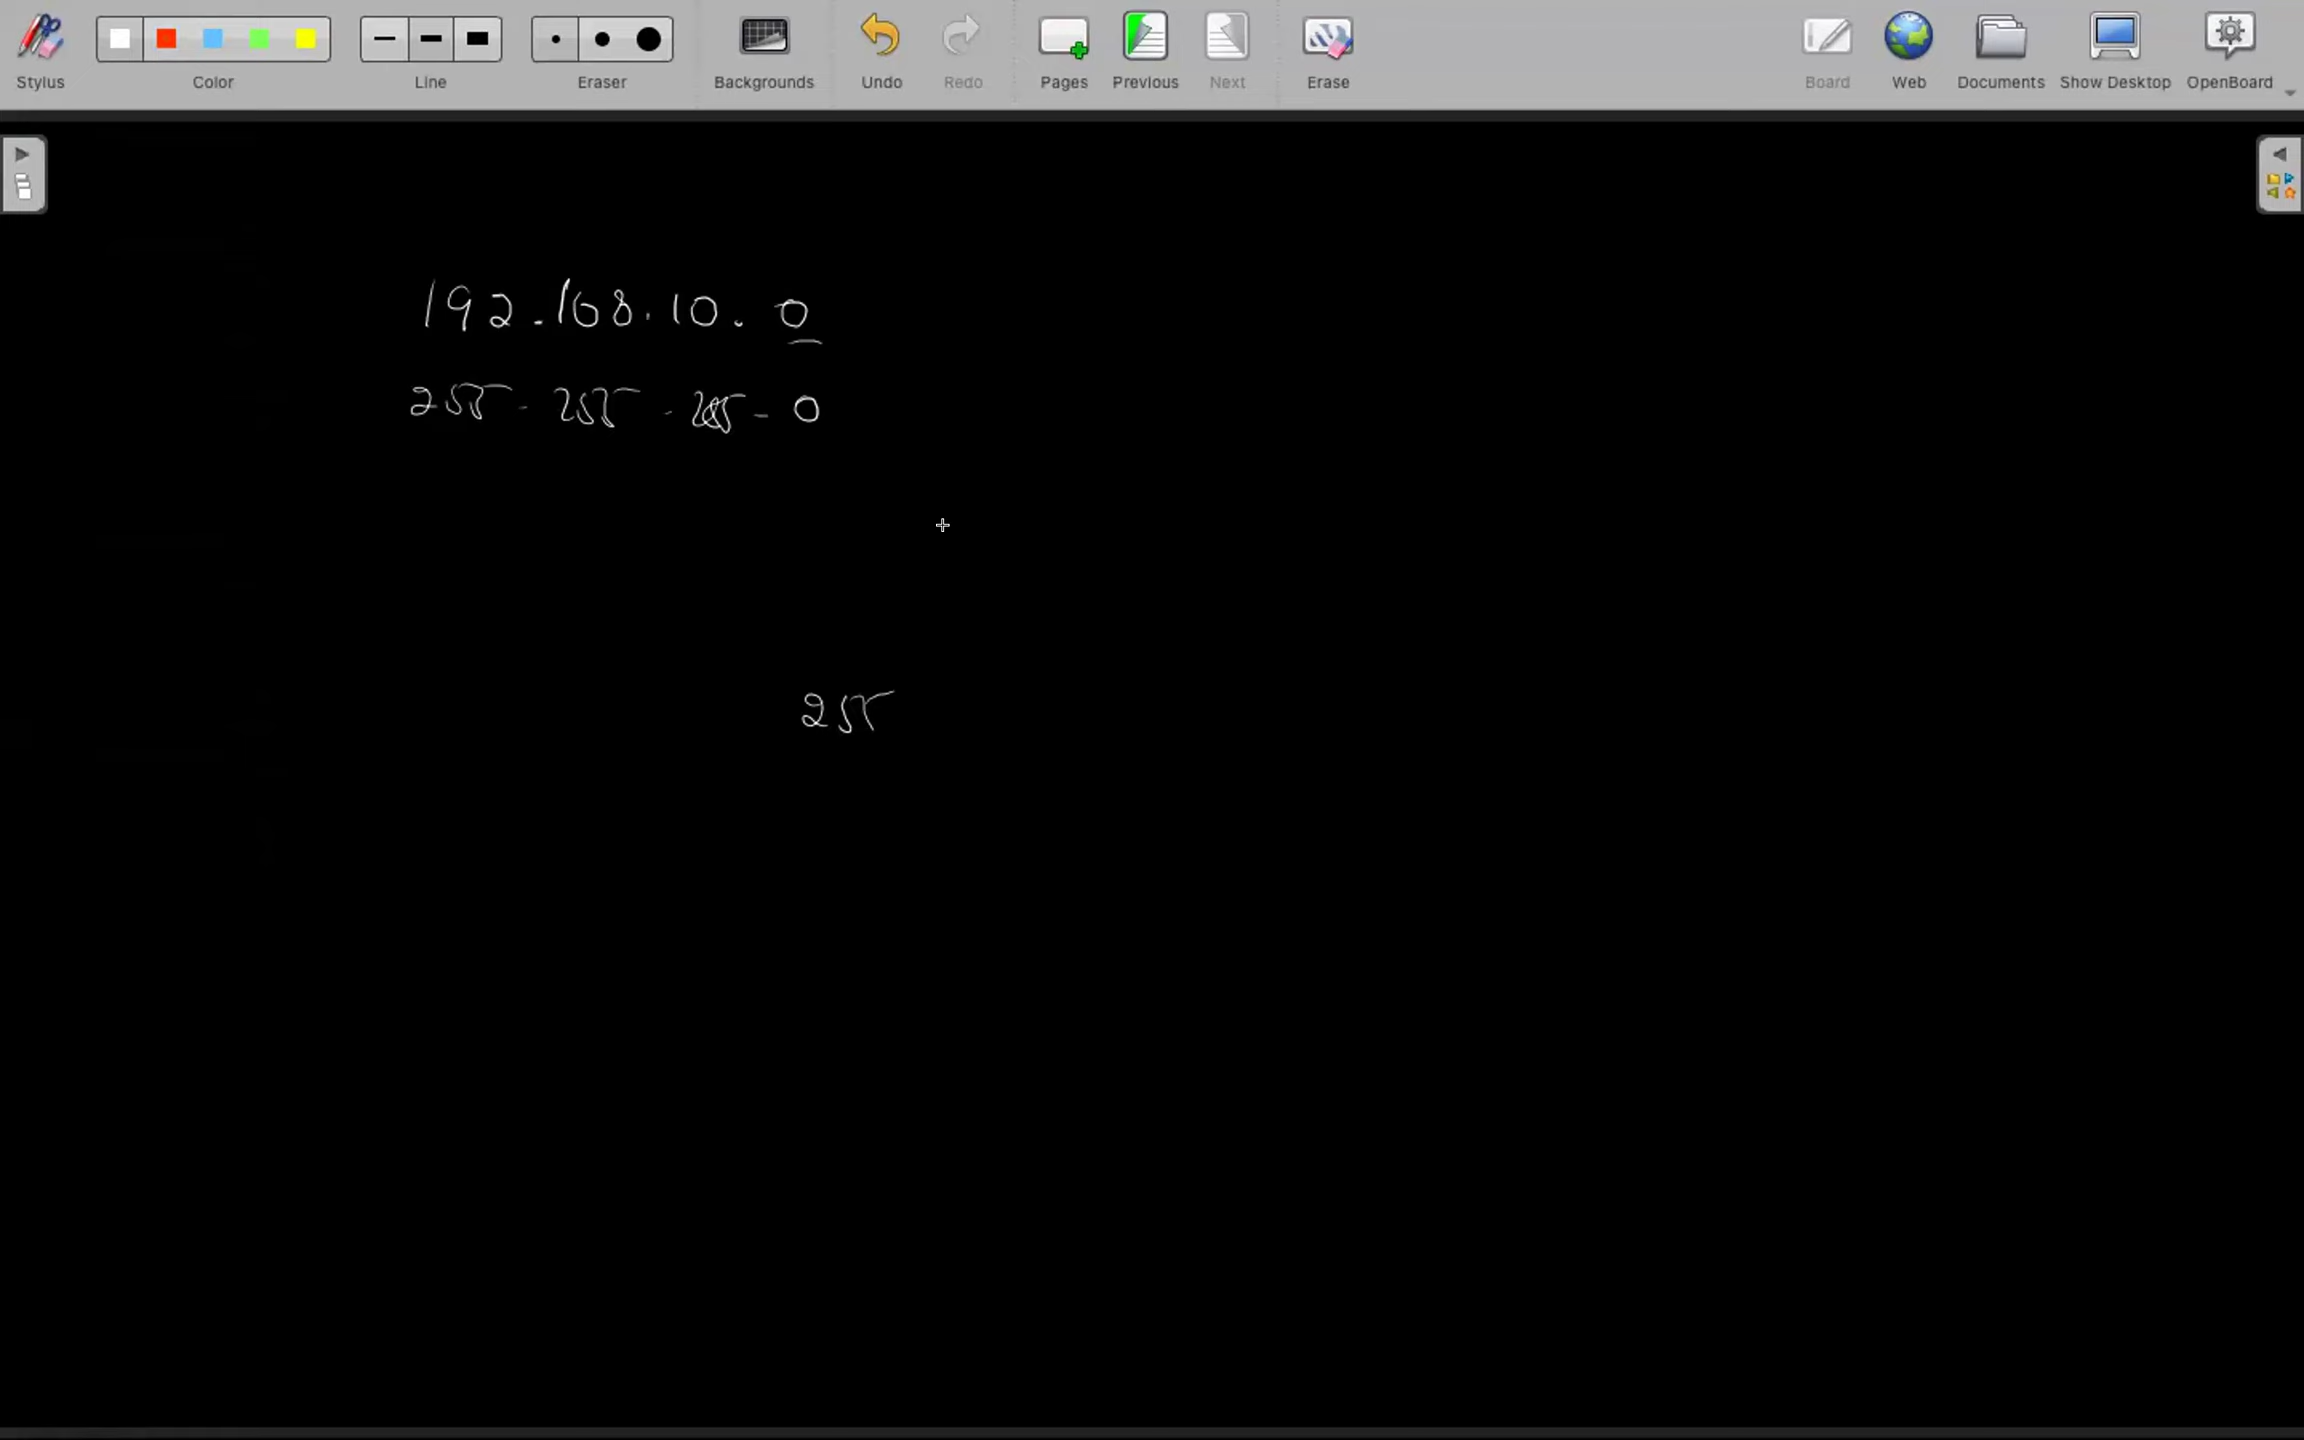 Stylus Color Line Eraser Backgrounds Undo Redo Pages Previous Next Erase Board Web Documents Show Desktop OpenBoard
192.168.10.0
255 - 255 - 255 - 0
255